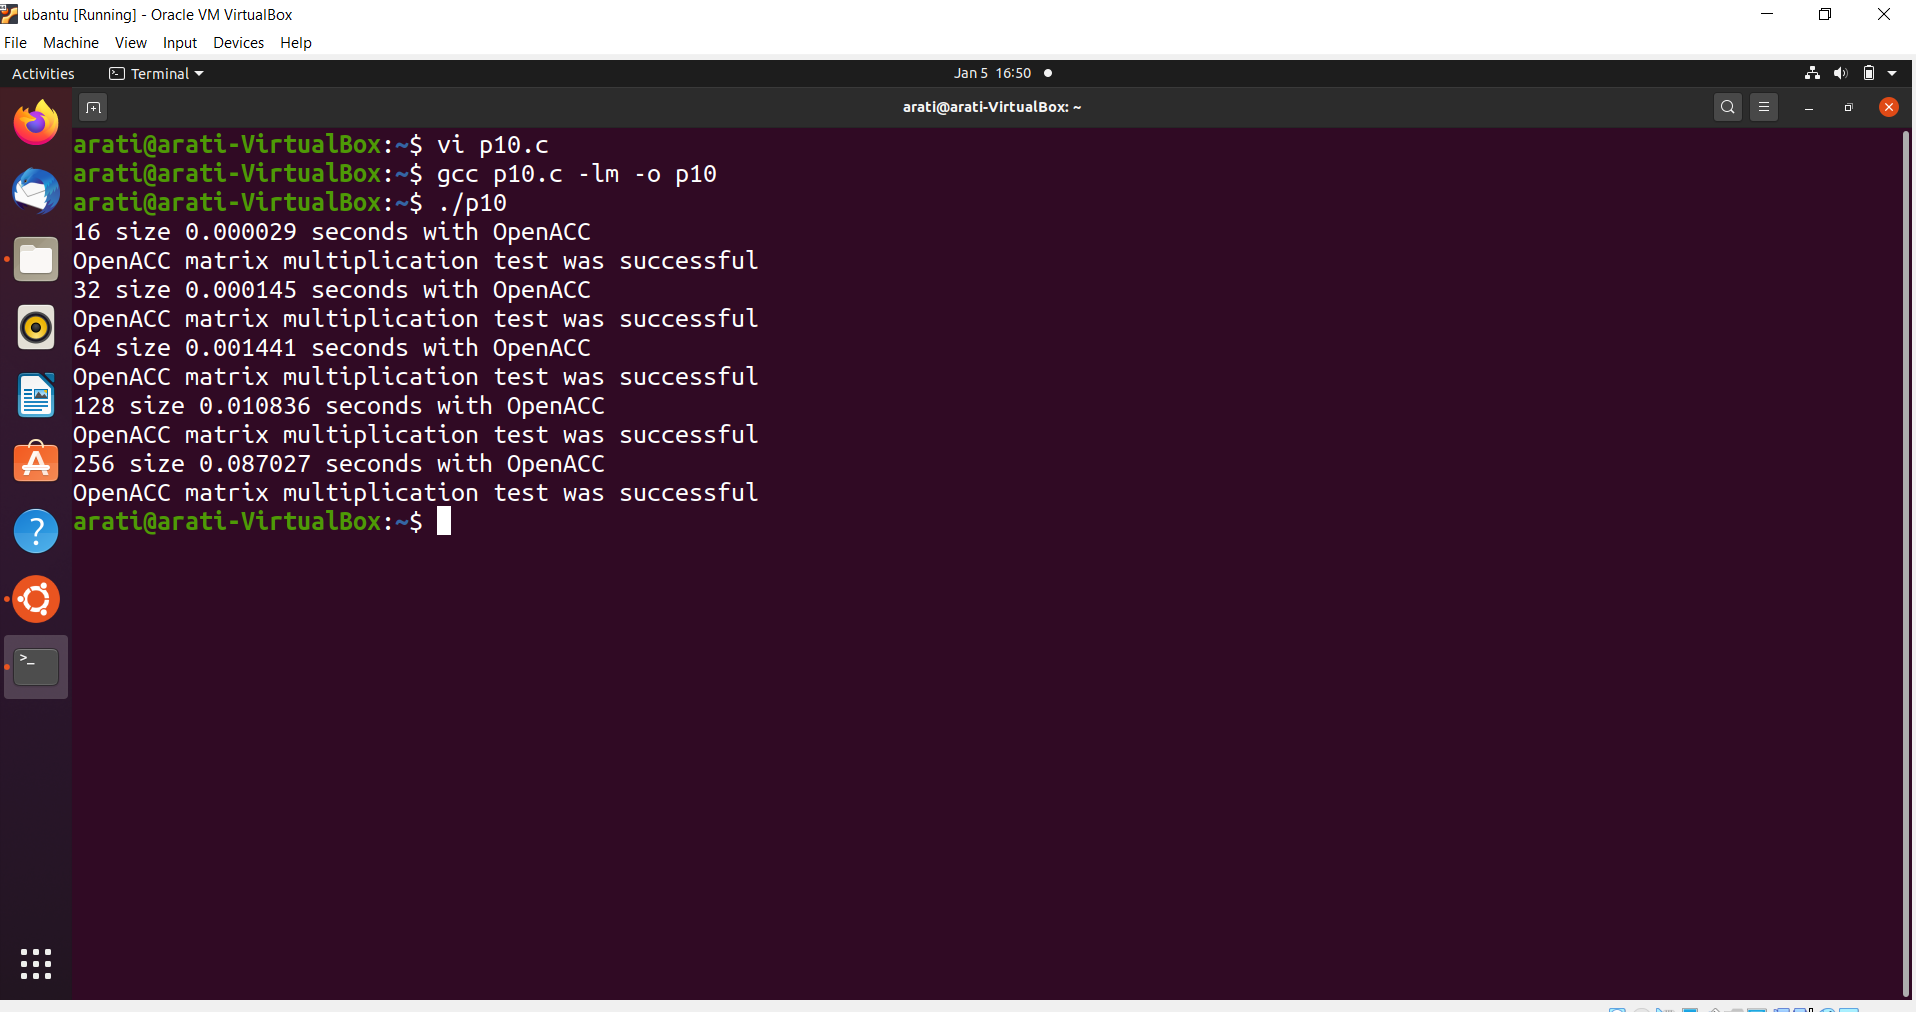 ubantu [Running] - Oracle VM VirtualBox
File Machine View Input Devices Help
Activities Terminal Jan 5 16:50
arati@arati-VirtualBox: ~
arati@arati-VirtualBox:~$ vi p10.c
arati@arati-VirtualBox:~$ gcc p10.c -lm -o p10
arati@arati-VirtualBox:~$ ./p10
16 size 0.000029 seconds with OpenACC
OpenACC matrix multiplication test was successful
32 size 0.000145 seconds with OpenACC
OpenACC matrix multiplication test was successful
64 size 0.001441 seconds with OpenACC
OpenACC matrix multiplication test was successful
128 size 0.010836 seconds with OpenACC
OpenACC matrix multiplication test was successful
256 size 0.087027 seconds with OpenACC
OpenACC matrix multiplication test was successful
arati@arati-VirtualBox:~$